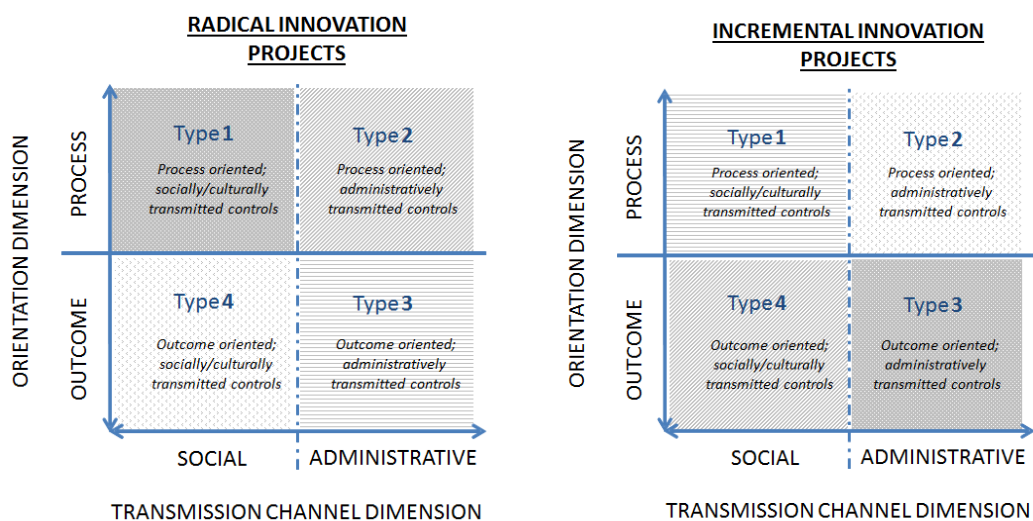 RADICAL INNOVATION
PROJECTS
ORIENTATION DIMENSION
PROCESS
OUTCOME
Type 1
Process oriented;
socially/culturally
transmitted controls
Type 2
Process oriented;
administratively
transmitted controls
Type 4
Outcome oriented;
socially/culturally
transmitted controls
Type 3
Outcome oriented;
administratively
transmitted controls
SOCIAL
ADMINISTRATIVE
TRANSMISSION CHANNEL DIMENSION
INCREMENTAL INNOVATION
PROJECTS
ORIENTATION DIMENSION
PROCESS
OUTCOME
Type 1
Process oriented;
socially/culturally
transmitted controls
Type 2
Process oriented;
administratively
transmitted controls
Type 4
Outcome oriented;
socially/culturally
transmitted controls
Type 3
Outcome oriented;
administratively
transmitted controls
SOCIAL
ADMINISTRATIVE
TRANSMISSION CHANNEL DIMENSION